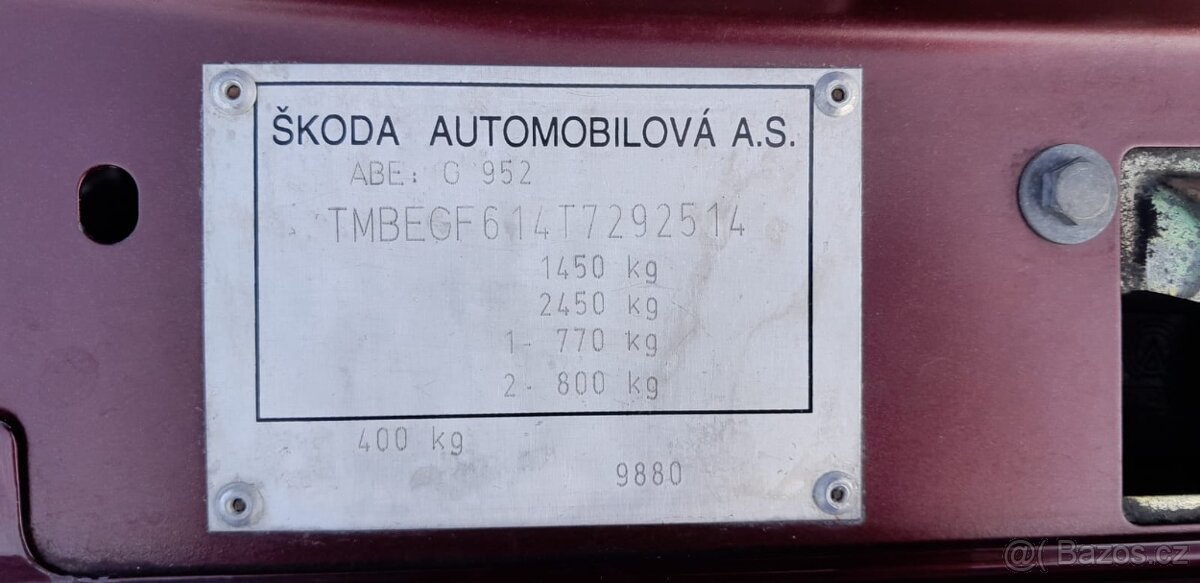 ŠKODA AUTOMOBILOVÁ A.S.
ABE: G 952
TMBEGF614T7292514
1450 kg
2450 kg
1- 770 kg
2- 800 kg
400 kg
9880
@( Bazos.cz